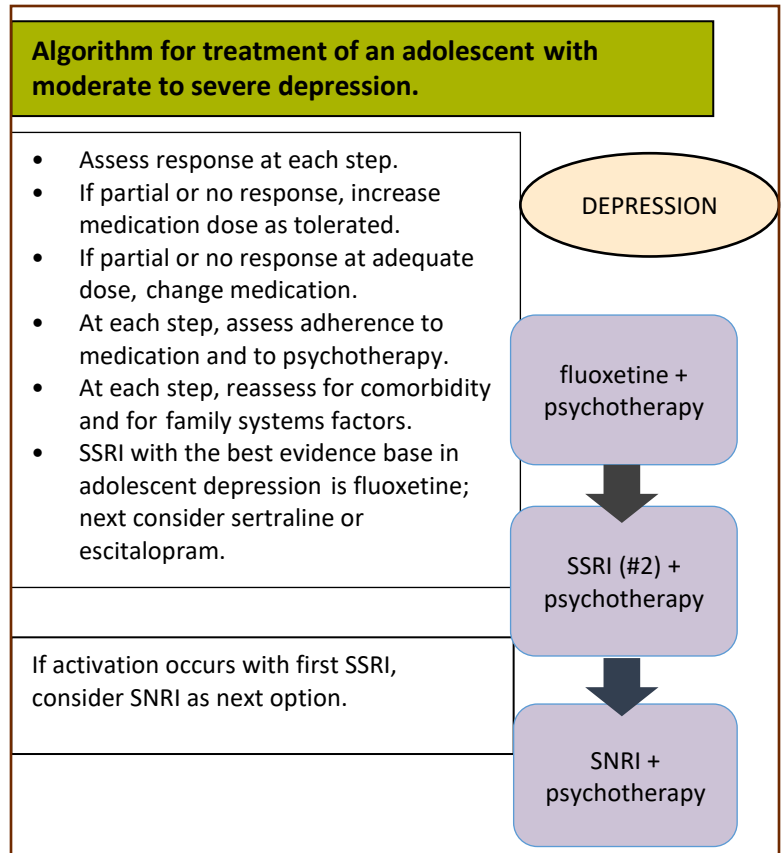 Algorithm for treatment of an adolescent with
moderate to severe depression.
• Assess response at each step.
• If partial or no response, increase
medication dose as tolerated.
• If partial or no response at adequate
dose, change medication.
• At each step, assess adherence to
medication and to psychotherapy.
• At each step, reassess for comorbidity
and for family systems factors.
• SSRI with the best evidence base in
adolescent depression is fluoxetine;
next consider sertraline or
escitalopram.
If activation occurs with first SSRI,
consider SNRI as next option.
DEPRESSION
fluoxetine +
psychotherapy
SSRI (#2) +
psychotherapy
SNRI +
psychotherapy